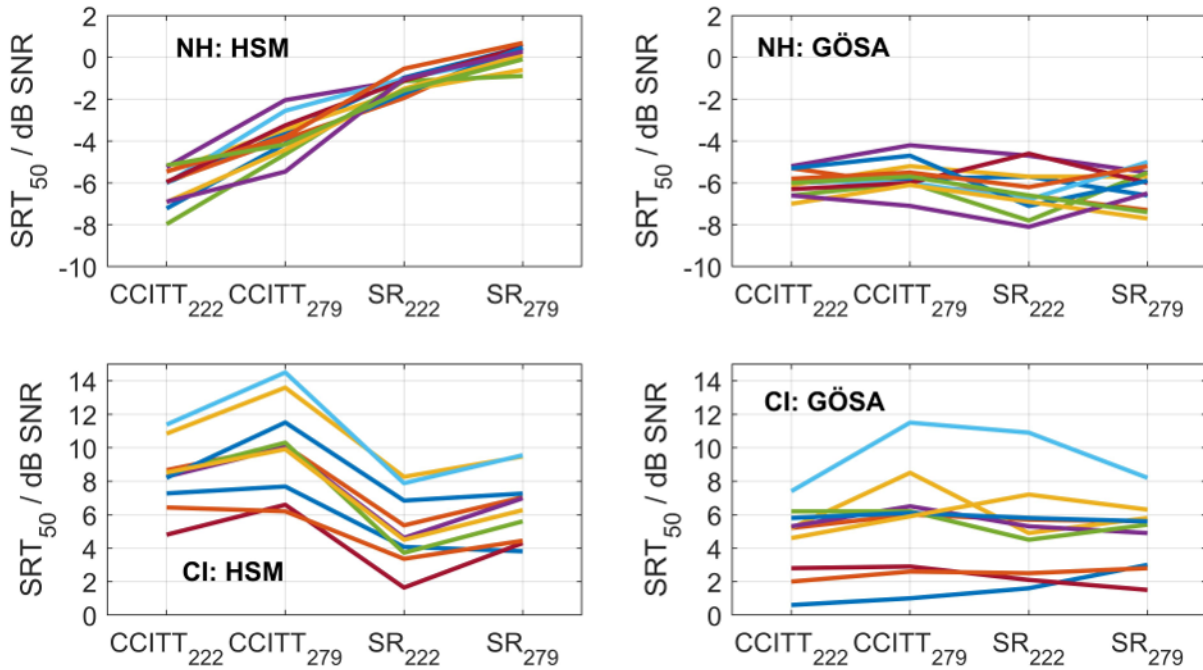 2
0
-2
-4
-6
-8
-10
SRT50 / dB SNR
NH: HSM
CCITT222 CCITT279 SR222 SR279
2
0
-2
-4
-6
-8
-10
SRT50 / dB SNR
NH: GÖSA
CCITT222 CCITT279 SR222 SR279
14
12
10
8
6
4
2
0
SRT50 / dB SNR
CI: HSM
CCITT222 CCITT279 SR222 SR279
14
12
10
8
6
4
2
0
SRT50 / dB SNR
CI: GÖSA
CCITT222 CCITT279 SR222 SR279